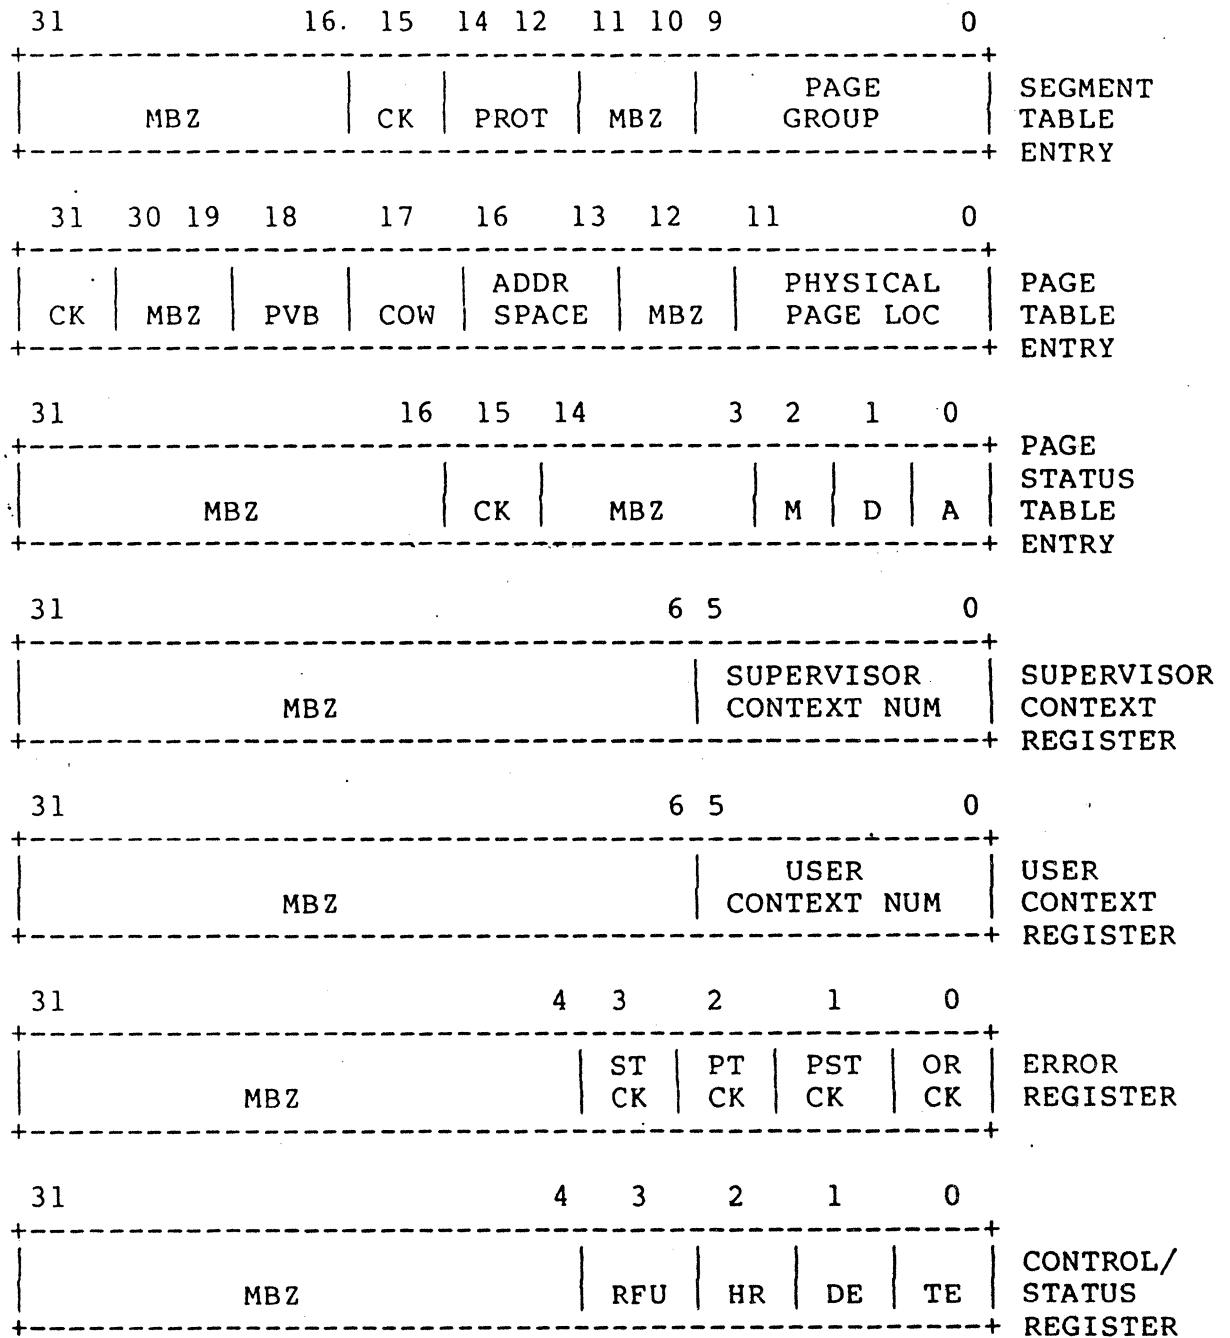 31 16. 15 14 12 11 10 9 0
+-------------------------------------------------+
| | | | | PAGE | SEGMENT
| MBZ | CK | PROT | MBZ | GROUP | TABLE
+-------------------------------------------------+ ENTRY
31 30 19 18 17 16 13 12 11 0
+-------------------------------------------------+
| | | | | ADDR | | PHYSICAL | PAGE
| CK | MBZ | PVB | COW | SPACE | MBZ | PAGE LOC | TABLE
+-------------------------------------------------+ ENTRY
31 16 15 14 3 2 1 0
+-------------------------------------------------+ PAGE
| | | | | | | STATUS
| MBZ | CK | MBZ | M | D | A | TABLE
+-------------------------------------------------+ ENTRY
31 6 5 0
+-------------------------------------------------+
| | SUPERVISOR | SUPERVISOR
| MBZ | CONTEXT NUM | CONTEXT
+-------------------------------------------------+ REGISTER
31 6 5 0
+-------------------------------------------------+
| | USER | USER
| MBZ | CONTEXT NUM | CONTEXT
+-------------------------------------------------+ REGISTER
31 4 3 2 1 0
+-------------------------------------------------+
| | ST | PT | PST | OR | ERROR
| MBZ | CK | CK | CK | CK | REGISTER
+-------------------------------------------------+
31 4 3 2 1 0
+-------------------------------------------------+
| | | | | | CONTROL/
| MBZ | RFU | HR | DE | TE | STATUS
+-------------------------------------------------+ REGISTER